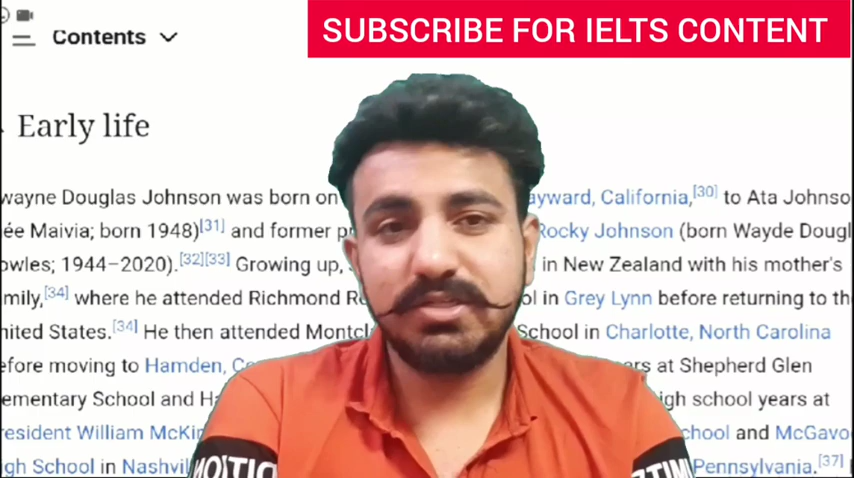 SUBSCRIBE FOR IELTS CONTENT
Contents
Early life
wayne Douglas Johnson was born on ayward, California,[30] to Ata Johnso
ée Maivia; born 1948)[31] and former p Rocky Johnson (born Wayde Dougl
owles; 1944–2020).[32][33] Growing up, in New Zealand with his mother's
mily,[34] where he attended Richmond R ol in Grey Lynn before returning to th
nited States.[34] He then attended Montcl School in Charlotte, North Carolina
efore moving to Hamden, C ars at Shepherd Glen
ementary School and Ha igh school years at
resident William McKin chool and McGavo
igh School in Nashvil Pennsylvania.[37]